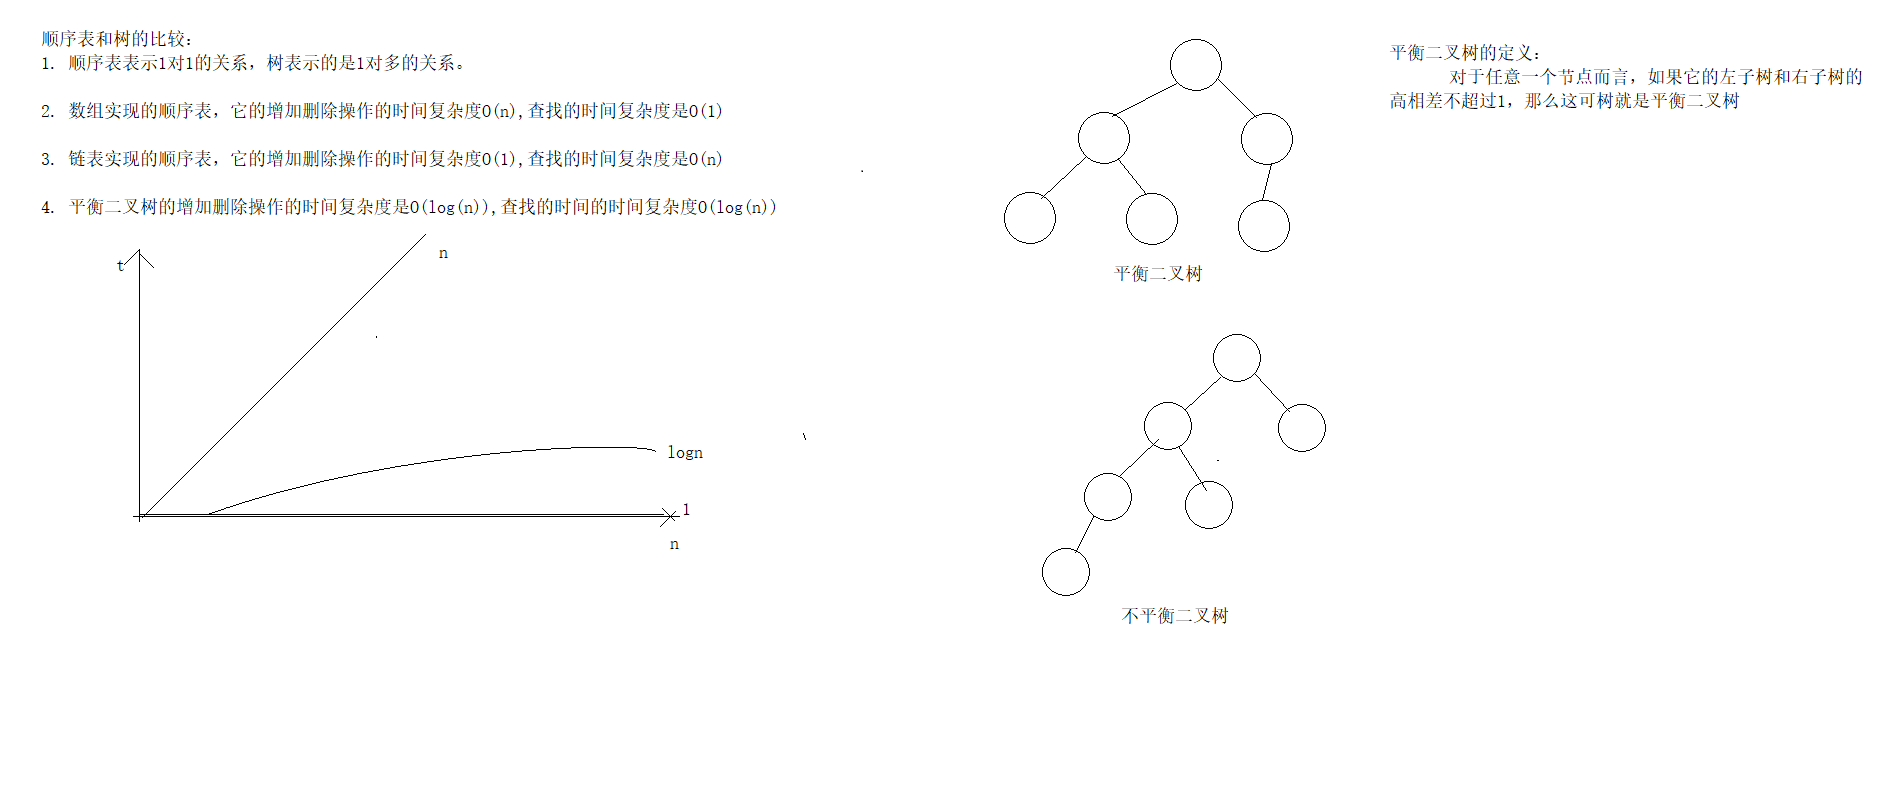 顺序表和树的比较：
1. 顺序表表示1对1的关系，树表示的是1对多的关系。
2. 数组实现的顺序表，它的增加删除操作的时间复杂度O(n),查找的时间复杂度是O(1)
3. 链表实现的顺序表，它的增加删除操作的时间复杂度O(1),查找的时间复杂度是O(n)
4. 平衡二叉树的增加删除操作的时间复杂度是O(log(n)),查找的时间的时间复杂度O(log(n))
t
n
logn
1
n
平衡二叉树
不平衡二叉树
平衡二叉树的定义：
对于任意一个节点而言，如果它的左子树和右子树的
高相差不超过1，那么这可树就是平衡二叉树